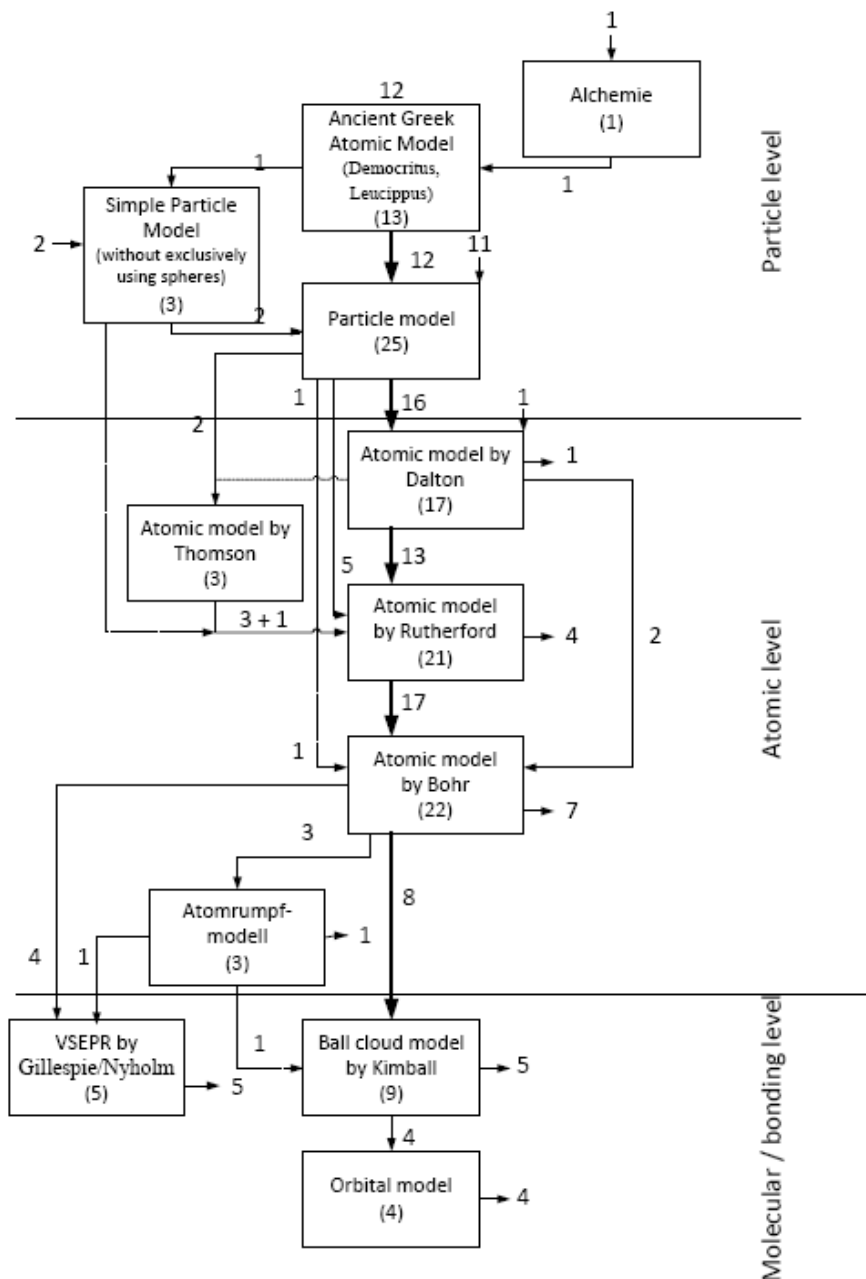 1
Alchemie
(1)
12
Ancient Greek
Atomic Model
(Democritus,
Leucippus)
(13)
1
1
Simple Particle
Model
(without exclusively
using spheres)
(3)
2
12
11
2
Particle model
(25)
Particle level
1
16
1
2
Atomic model by
Dalton
(17)
1
Atomic model by
Thomson
(3)
13
5
3 + 1
Atomic model
by Rutherford
(21)
4
2
17
1
Atomic model
by Bohr
(22)
7
Atomic level
3
8
Atomrumpf-
modell
(3)
1
4
1
VSEPR by
Gillespie/Nyholm
(5)
5
1
Ball cloud model
by Kimball
(9)
5
4
Orbital model
(4)
4
Molecular / bonding level